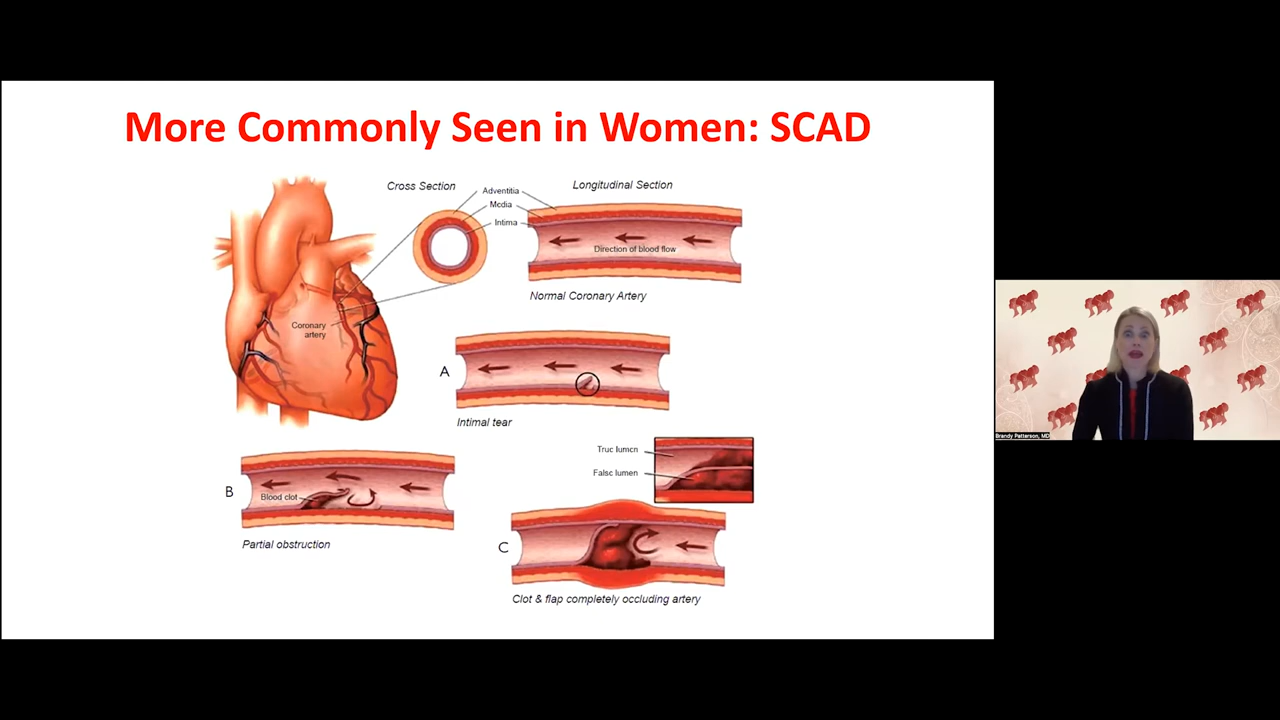 More Commonly Seen in Women: SCAD
Cross Section
Longitudinal Section
Adventitia
Media
Intima
Direction of blood flow
Normal Coronary Artery
Coronary
artery
A
Intimal tear
B
Blood clot
Partial obstruction
True lumen
False lumen
C
Clot & flap completely occluding artery
Brandy Patterson, MD